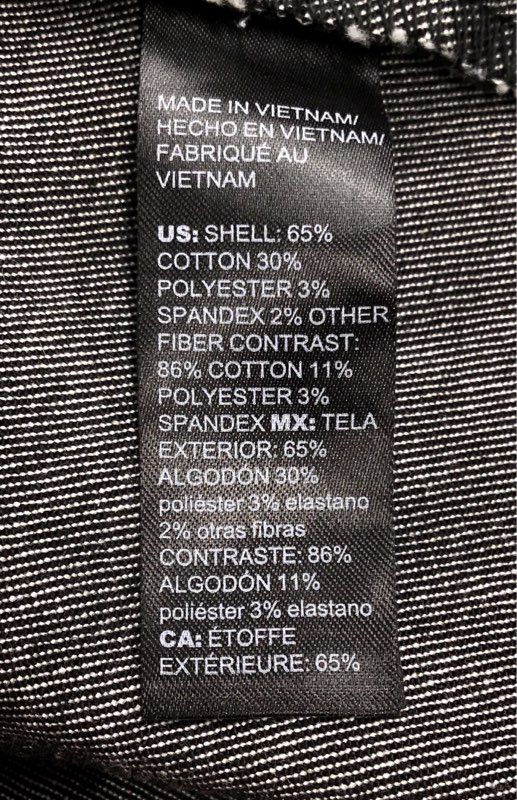 MADE IN VIETNAM/
HECHO EN VIETNAM/
FABRIQUÉ AU
VIETNAM
US: SHELL: 65%
COTTON 30%
POLYESTER 3%
SPANDEX 2% OTHER
FIBER CONTRAST:
86% COTTON 11%
POLYESTER 3%
SPANDEX MX: TELA
EXTERIOR: 65%
ALGODÓN 30%
poliéster 3% elastano
2% otras fibras
CONTRASTE: 86%
ALGODÓN 11%
poliéster 3% elastano
CA: ÉTOFFE
EXTÉRIEURE: 65%